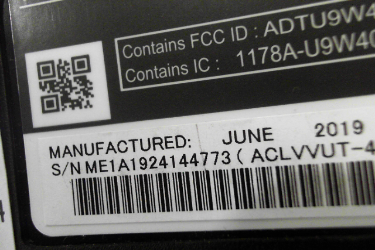 Contains FCC ID : ADTU9W4
Contains IC : 1178A-U9W40
MANUFACTURED: JUNE 2019
S/N ME1A1924144773 ( ACLVVUT-4